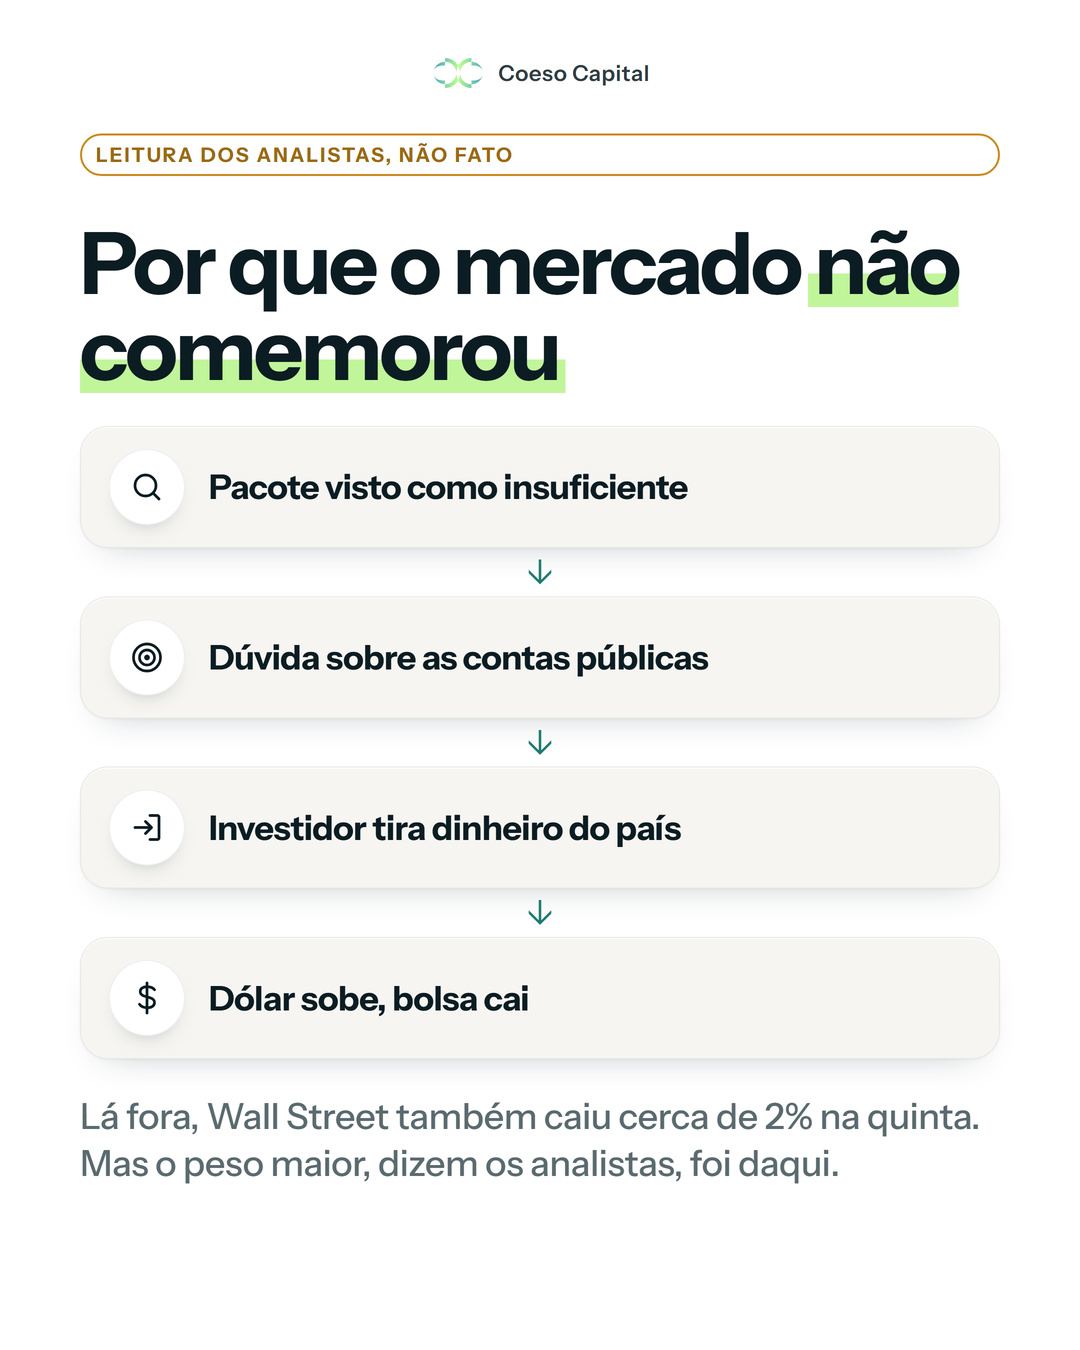 Coeso Capital
LEITURA DOS ANALISTAS, NÃO FATO
Por que o mercado não
comemorou
Pacote visto como insuficiente
Dúvida sobre as contas públicas
Investidor tira dinheiro do país
Dólar sobe, bolsa cai
Lá fora, Wall Street também caiu cerca de 2% na quinta.
Mas o peso maior, dizem os analistas, foi daqui.